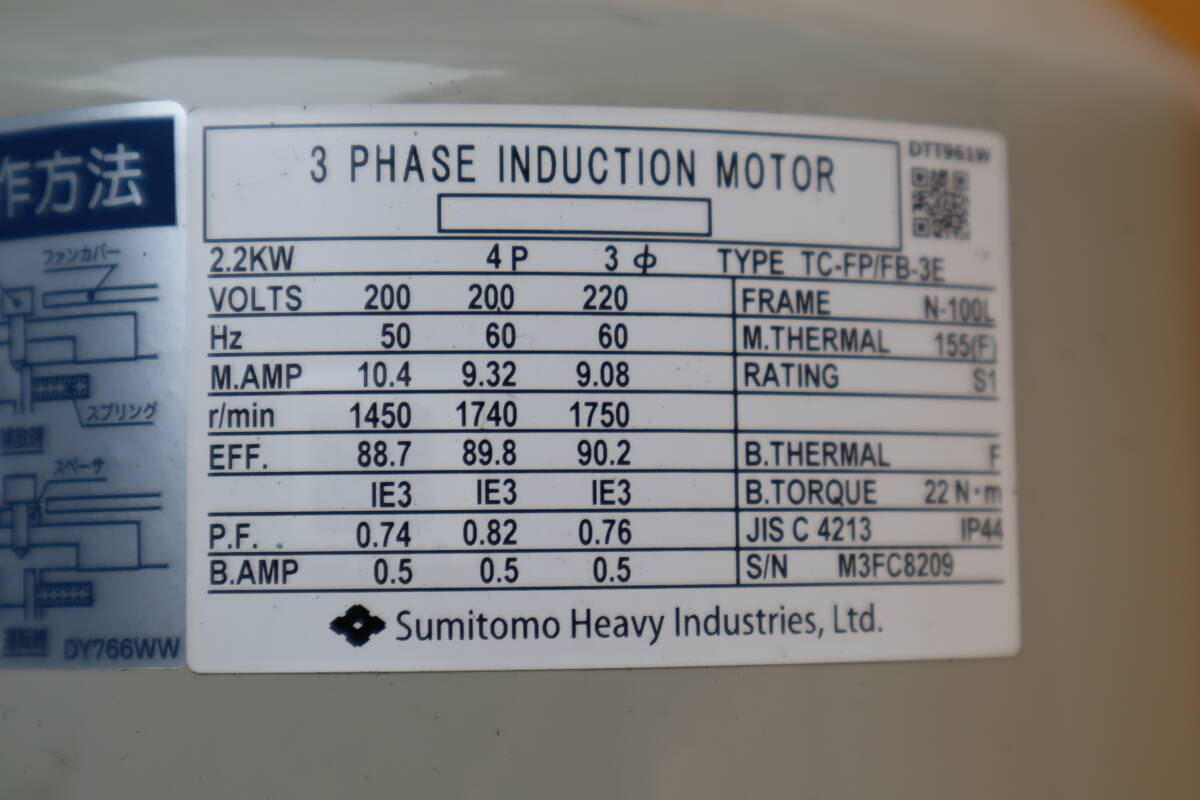 作方法
ファンカバー
スプリング
スペーサ
DY766WW
DTT961W
3 PHASE INDUCTION MOTOR
2.2KW 4P 3ϕ TYPE TC-FP/FB-3E
VOLTS 200 200 220 FRAME N-100L
Hz 50 60 60 M.THERMAL 155(F)
M.AMP 10.4 9.32 9.08 RATING S1
r/min 1450 1740 1750
EFF. 88.7 89.8 90.2 B.THERMAL F
IE3 IE3 IE3 B.TORQUE 22 N·m
P.F. 0.74 0.82 0.76 JIS C 4213 IP44
B.AMP 0.5 0.5 0.5 S/N M3FC8209
Sumitomo Heavy Industries, Ltd.